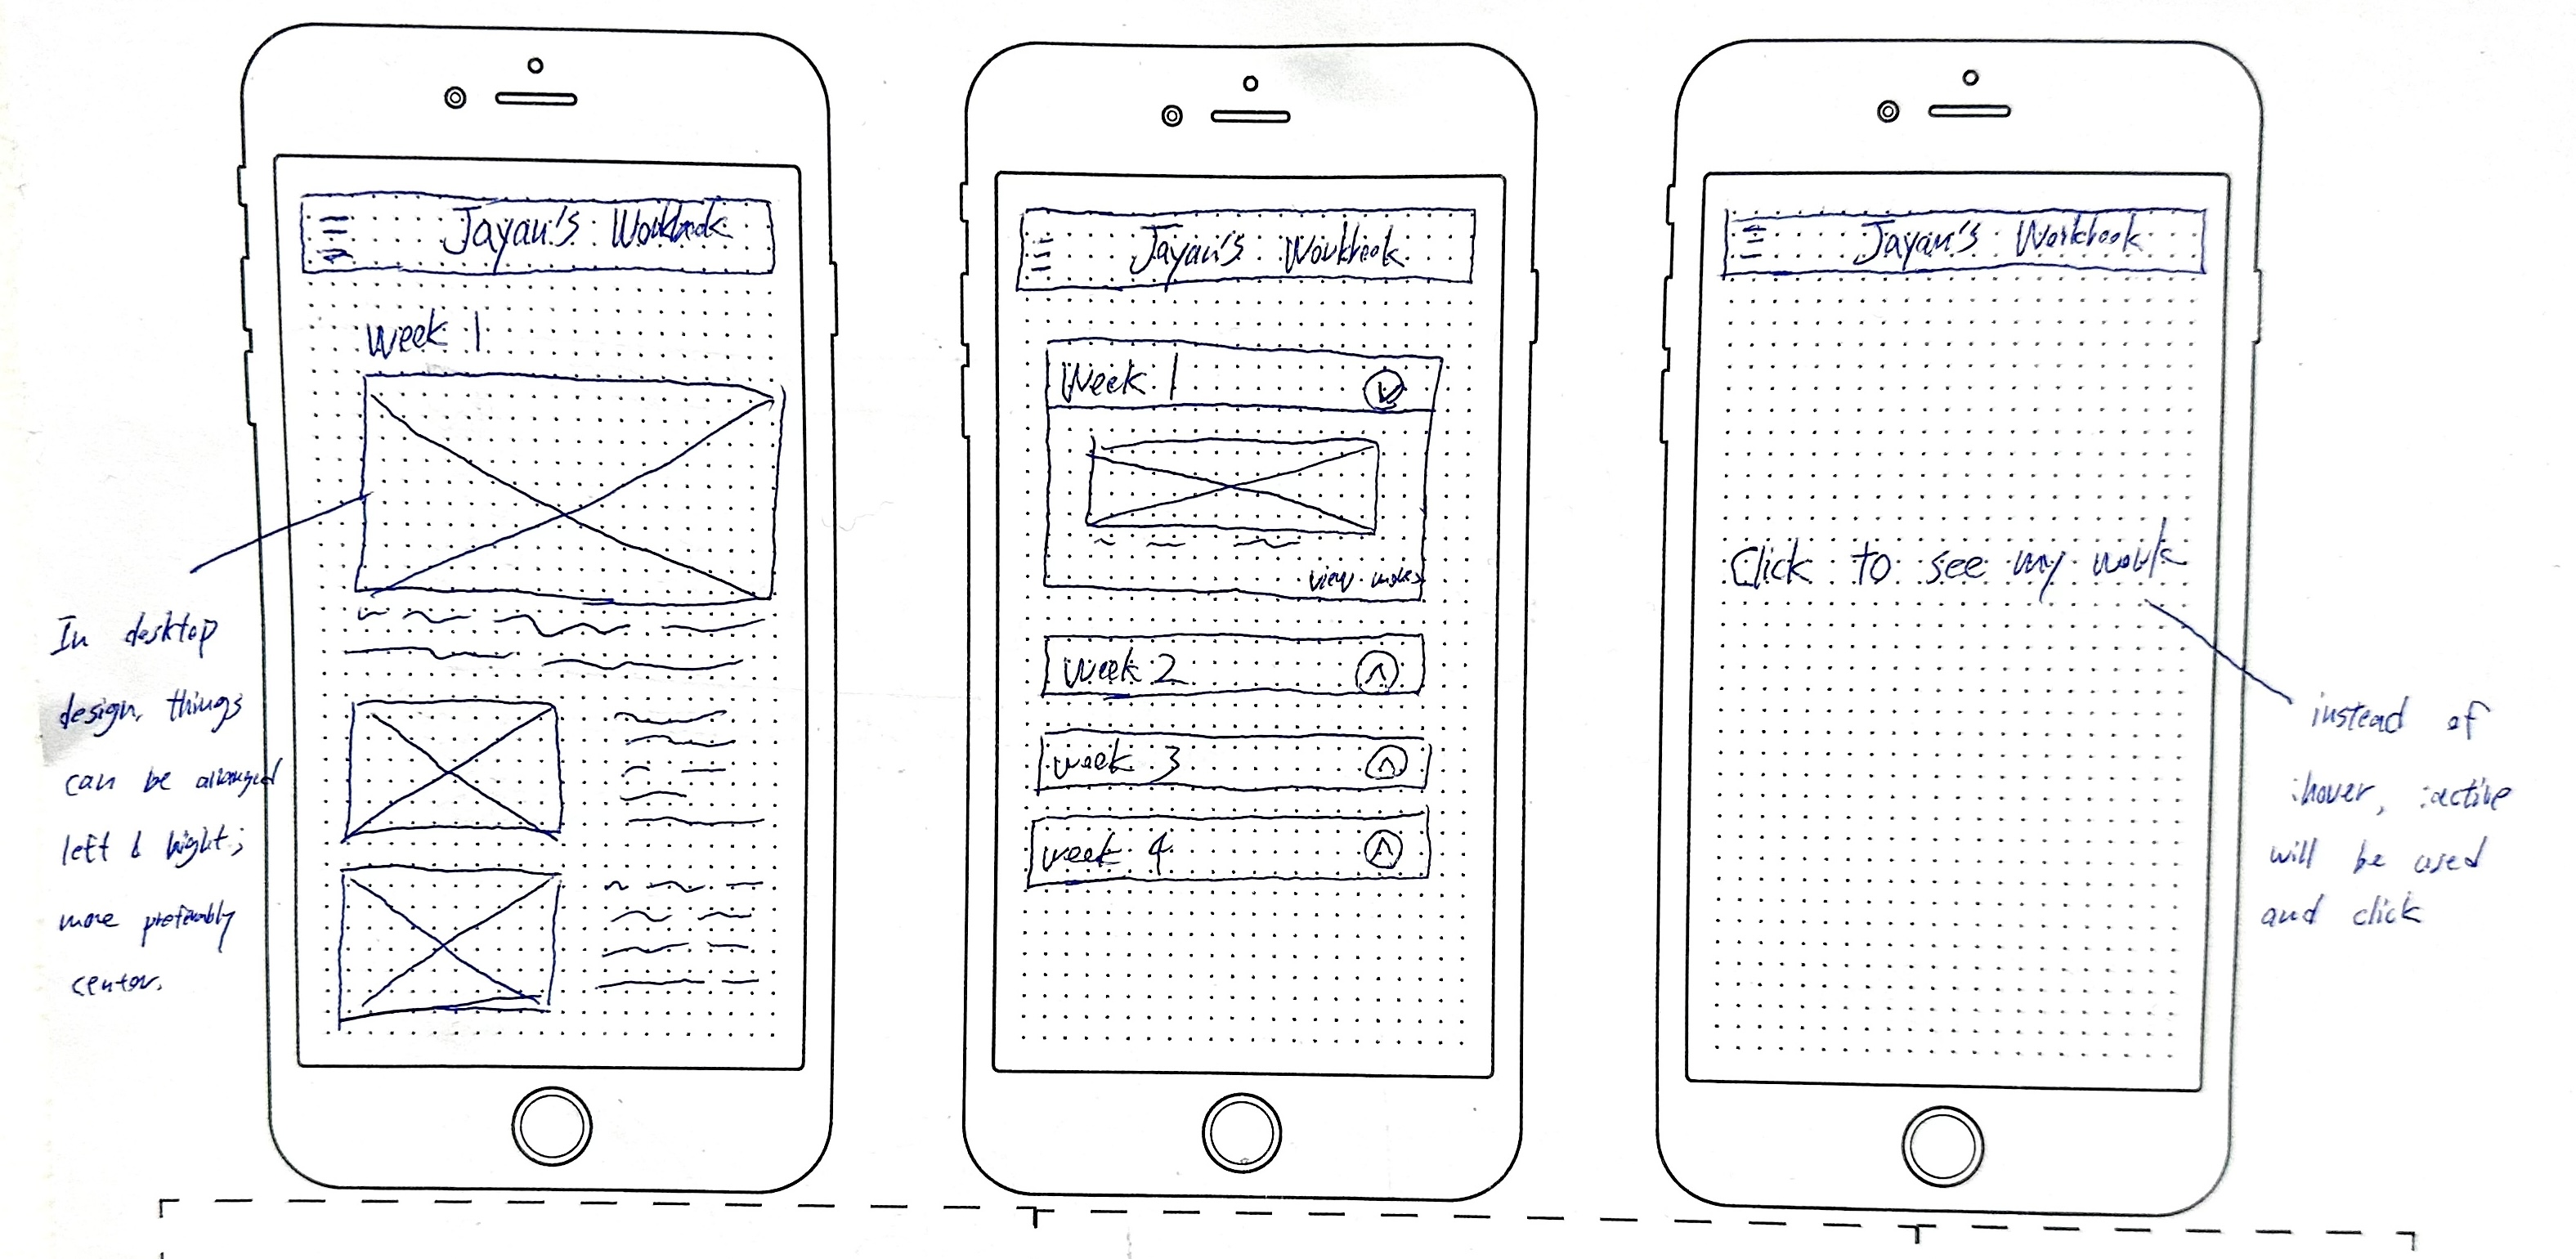 Jayan's Workbook
Week 1
In desktop
design, things
can be arranged
left & right;
more preferably
center.
Jayan's Workbook
Week 1
view more
week 2
week 3
week 4
Jayan's Workbook
Click to see my work
instead of
:hover, :active
will be used
and click